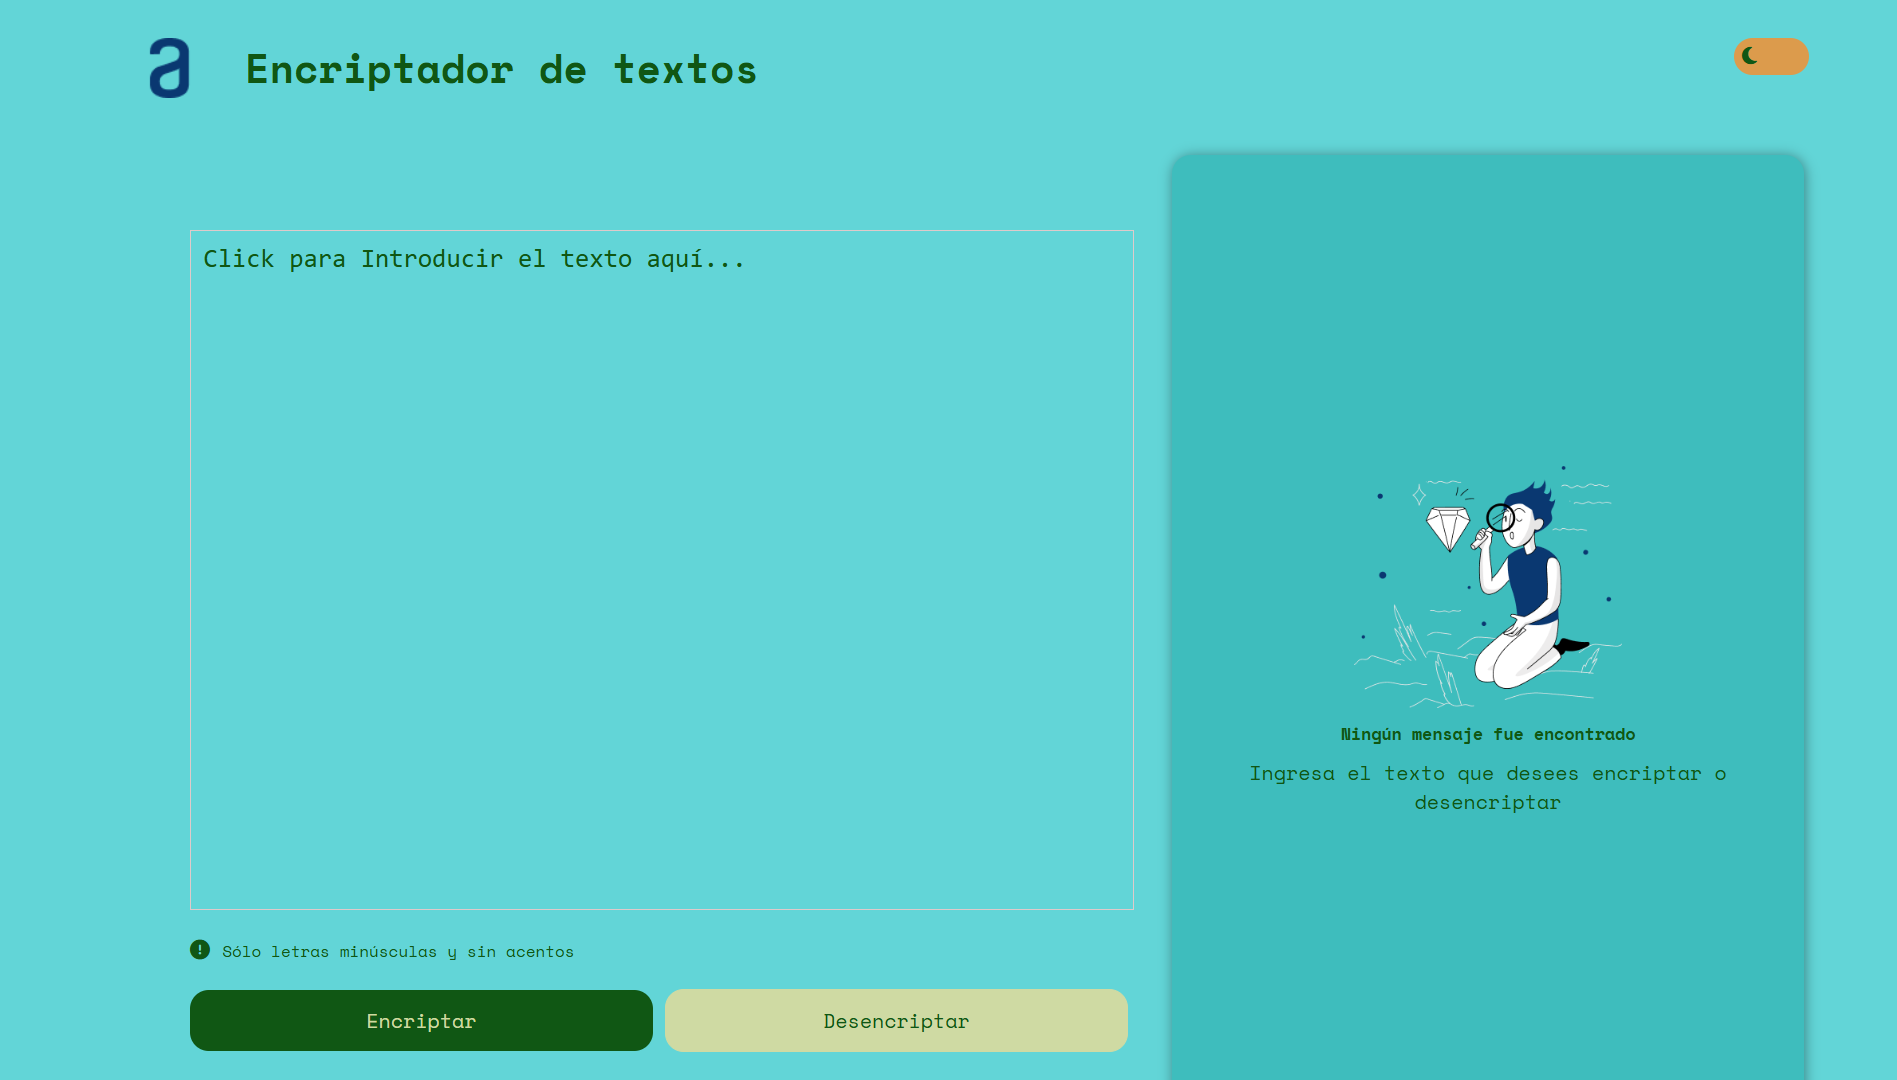 a
Encriptador de textos
Click para Introducir el texto aquí...
Sólo letras minúsculas y sin acentos
Encriptar
Desencriptar
Ningún mensaje fue encontrado
Ingresa el texto que desees encriptar o
desencriptar